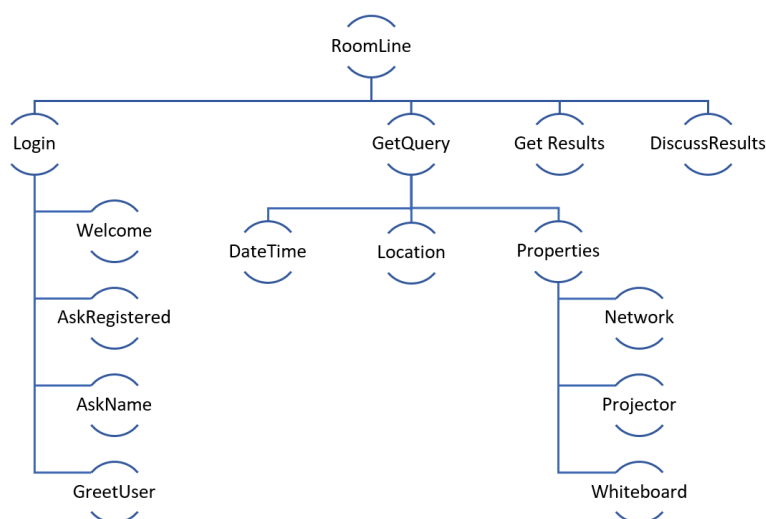 RoomLine
Login
GetQuery
Get Results
DiscussResults
Welcome
DateTime
Location
Properties
AskRegistered
Network
AskName
Projector
GreetUser
Whiteboard